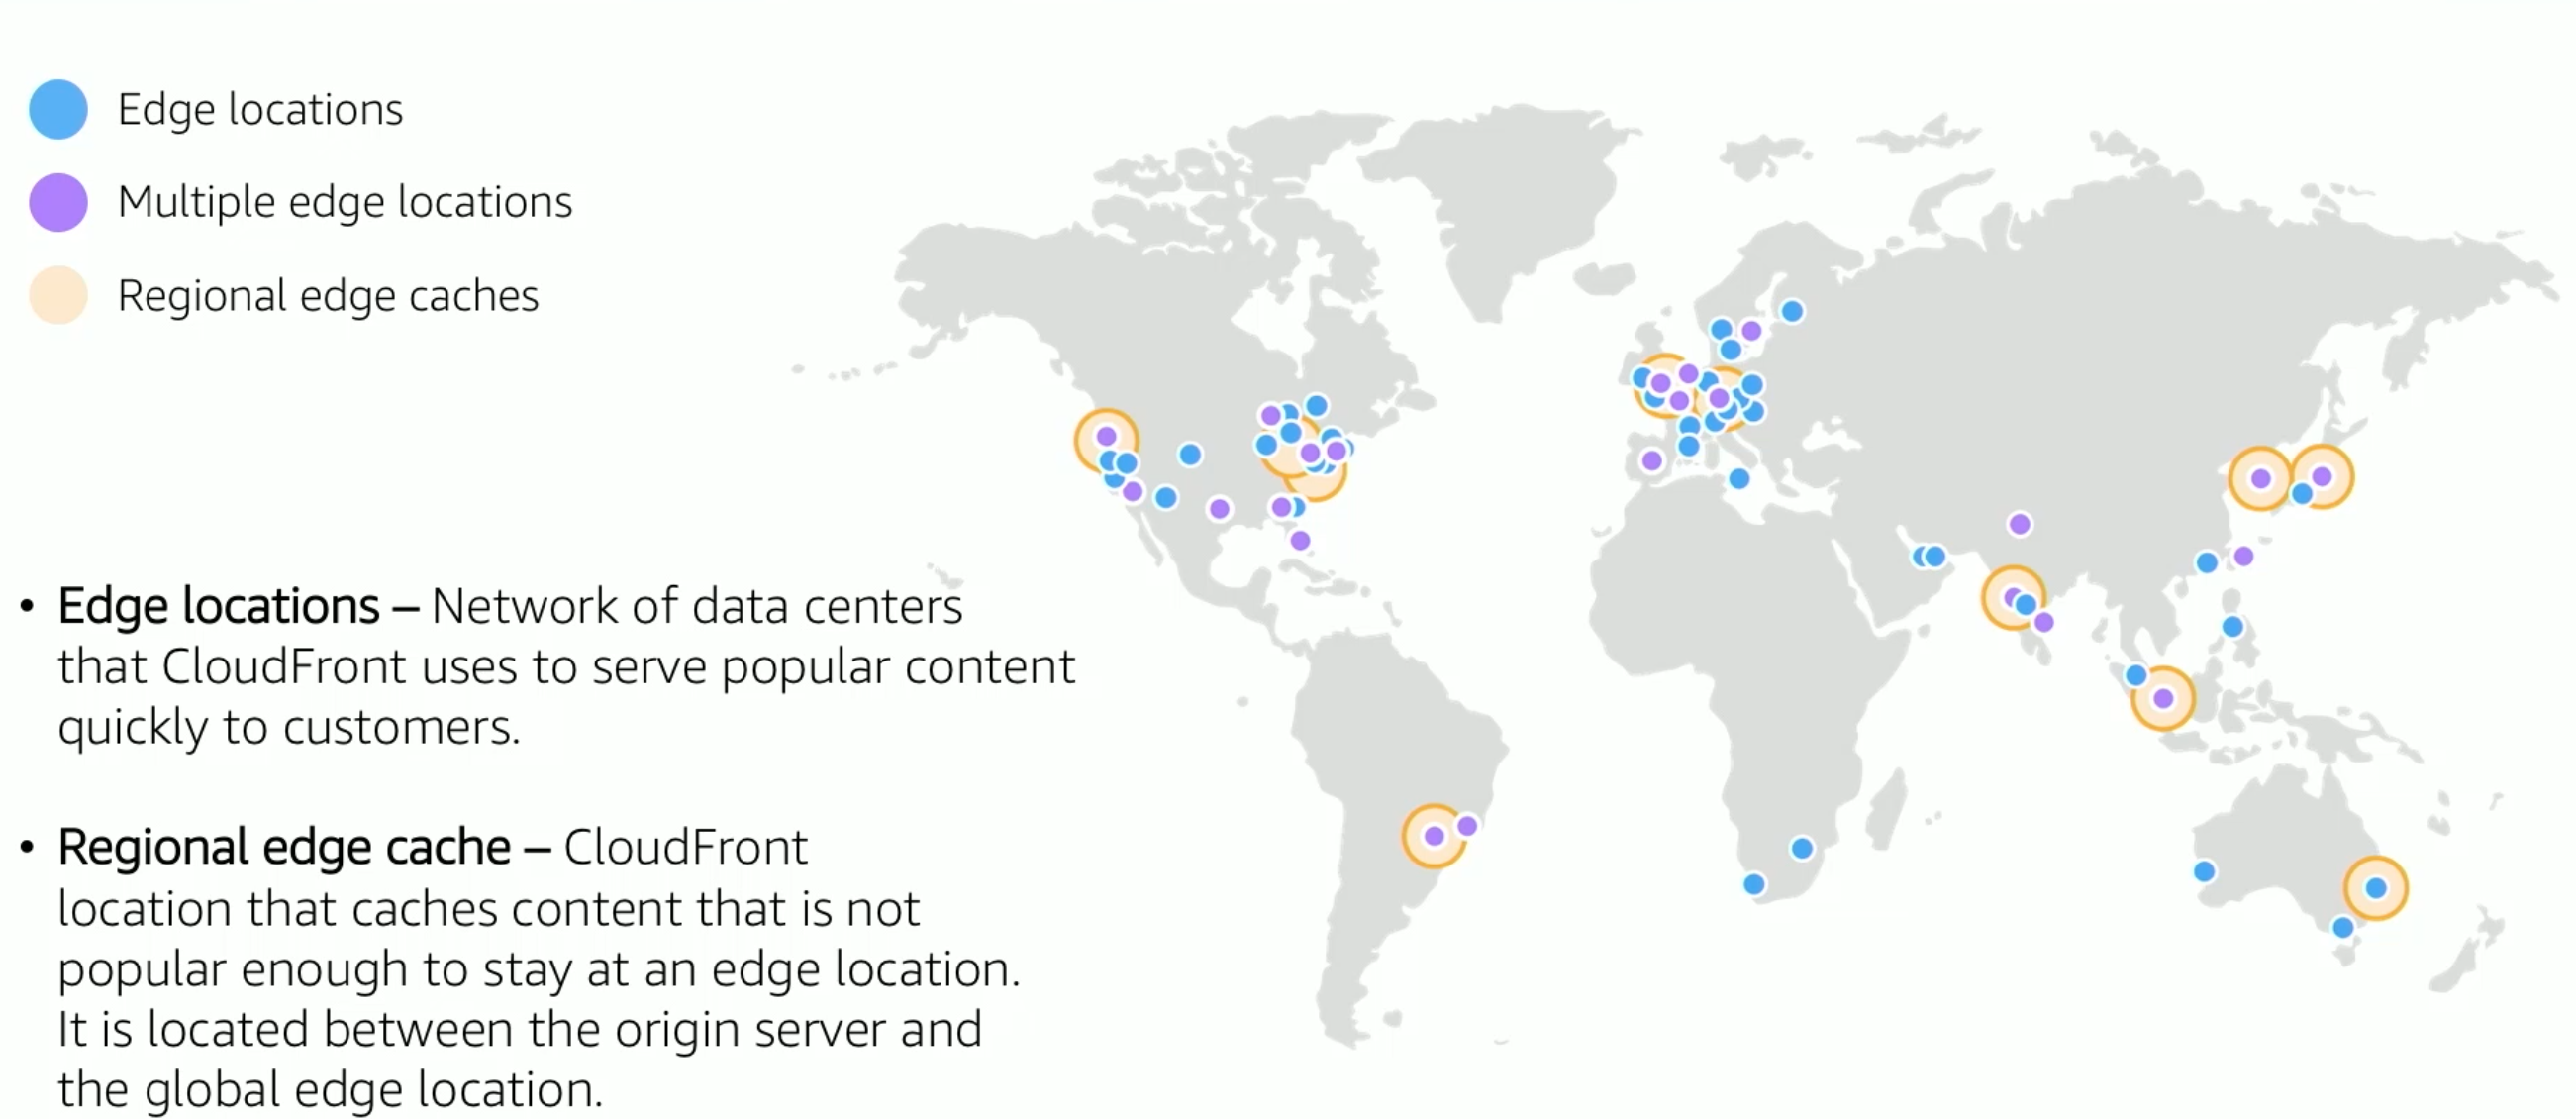 Edge locations
Multiple edge locations
Regional edge caches
• Edge locations – Network of data centers
that CloudFront uses to serve popular content
quickly to customers.
• Regional edge cache – CloudFront
location that caches content that is not
popular enough to stay at an edge location.
It is located between the origin server and
the global edge location.